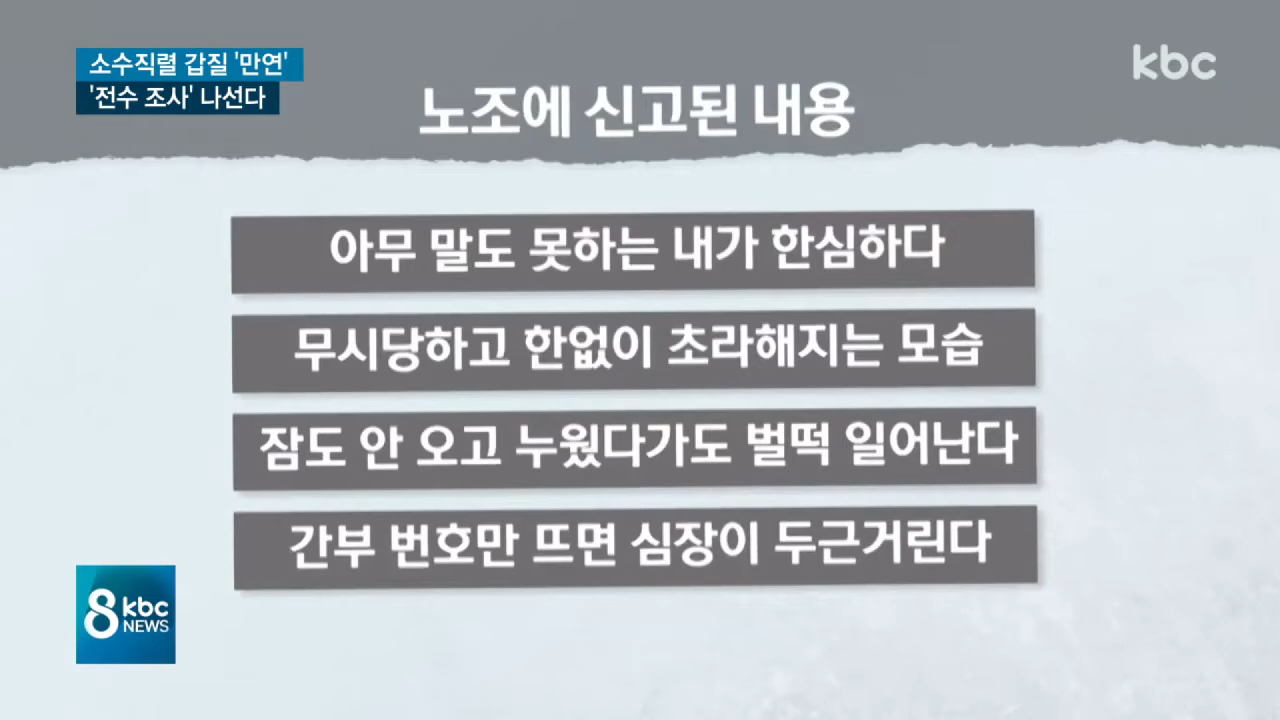 소수직렬 갑질 '만연'
'전수 조사' 나선다
kbc
노조에 신고된 내용
아무 말도 못하는 내가 한심하다
무시당하고 한없이 초라해지는 모습
잠도 안 오고 누웠다가도 벌떡 일어난다
간부 번호만 뜨면 심장이 두근거린다
8 kbc
NEWS